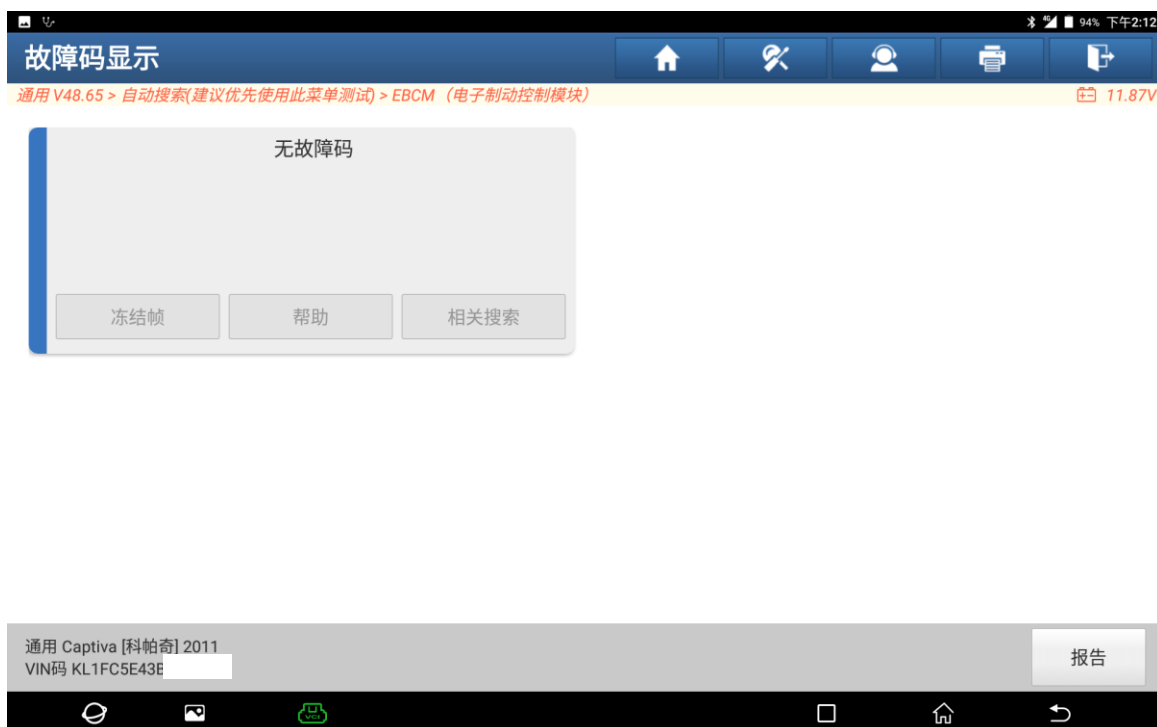 4G 94% 下午2:12
故障码显示
通用 V48.65 > 自动搜索(建议优先使用此菜单测试) > EBCM（电子制动控制模块） 11.87V
无故障码
冻结帧 帮助 相关搜索
通用 Captiva [科帕奇] 2011
VIN码 KL1FC5E43B
报告
VCI